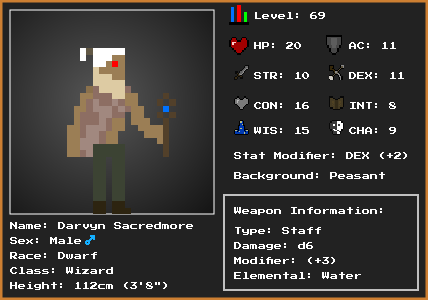 Level: 69
HP: 20 AC: 11
STR: 10 DEX: 11
CON: 16 INT: 8
WIS: 15 CHA: 9
Stat Modifier: DEX (+2)
Background: Peasant
Name: Darvyn Sacredmore
Sex: Male
Race: Dwarf
Class: Wizard
Height: 112cm (3'8")
Weapon Information:
Type: Staff
Damage: d6
Modifier: (+3)
Elemental: Water